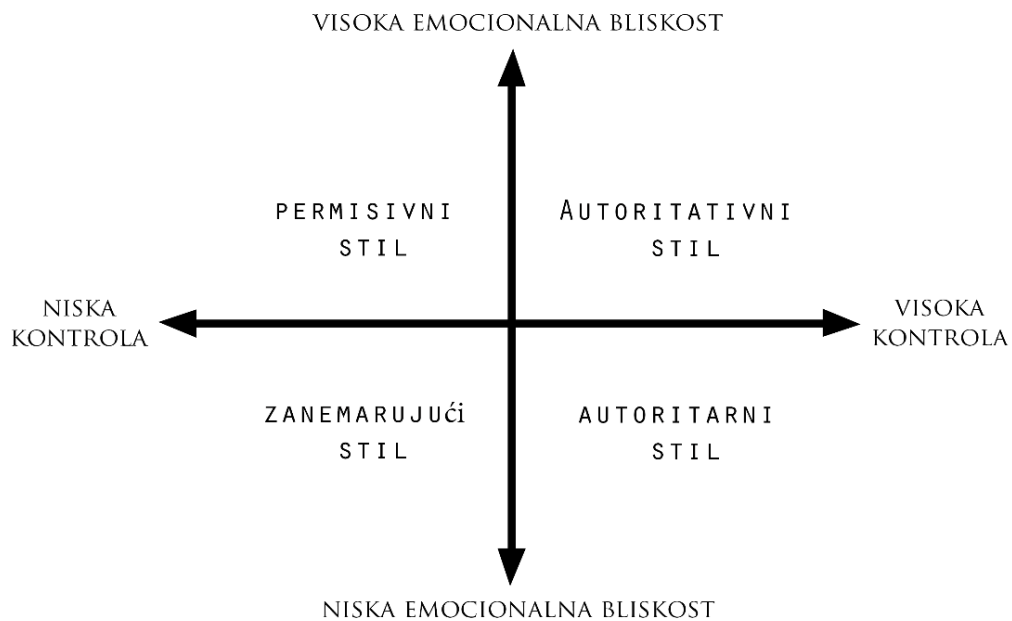 VISOKA EMOCIONALNA BLISKOST
PERMISIVNI
STIL
AUTORITATIVNI
STIL
NISKA
KONTROLA
VISOKA
KONTROLA
ZANEMARUJUći
STIL
AUTORITARNI
STIL
NISKA EMOCIONALNA BLISKOST